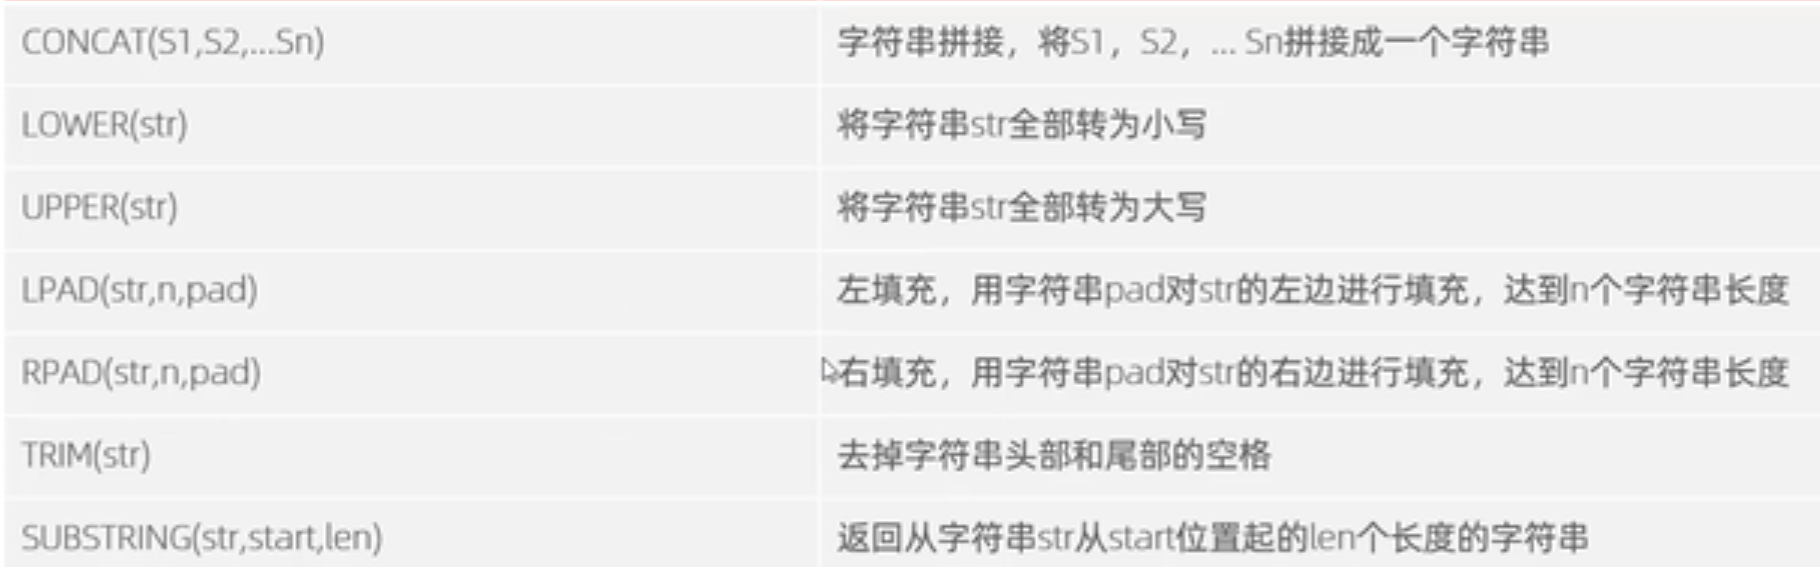 CONCAT(S1,S2,...Sn) 字符串拼接，将S1，S2，... Sn拼接成一个字符串
LOWER(str) 将字符串str全部转为小写
UPPER(str) 将字符串str全部转为大写
LPAD(str,n,pad) 左填充，用字符串pad对str的左边进行填充，达到n个字符串长度
RPAD(str,n,pad) 右填充，用字符串pad对str的右边进行填充，达到n个字符串长度
TRIM(str) 去掉字符串头部和尾部的空格
SUBSTRING(str,start,len) 返回从字符串str从start位置起的len个长度的字符串